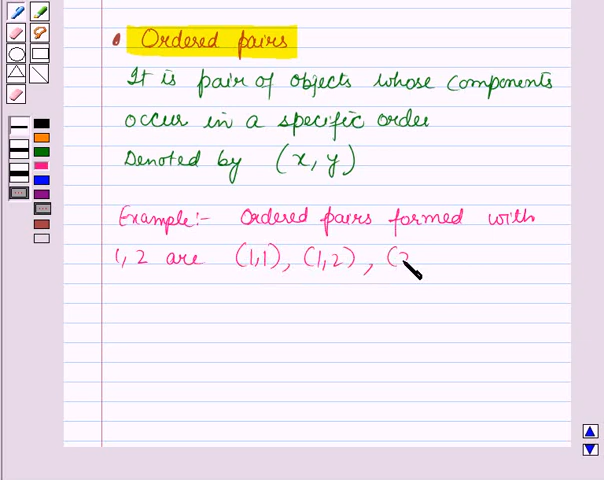 Ordered pairs
It is pair of objects whose components
occur in a specific order
Denoted by (x, y)
Example:- Ordered pairs formed with
1, 2 are (1,1), (1,2), (2